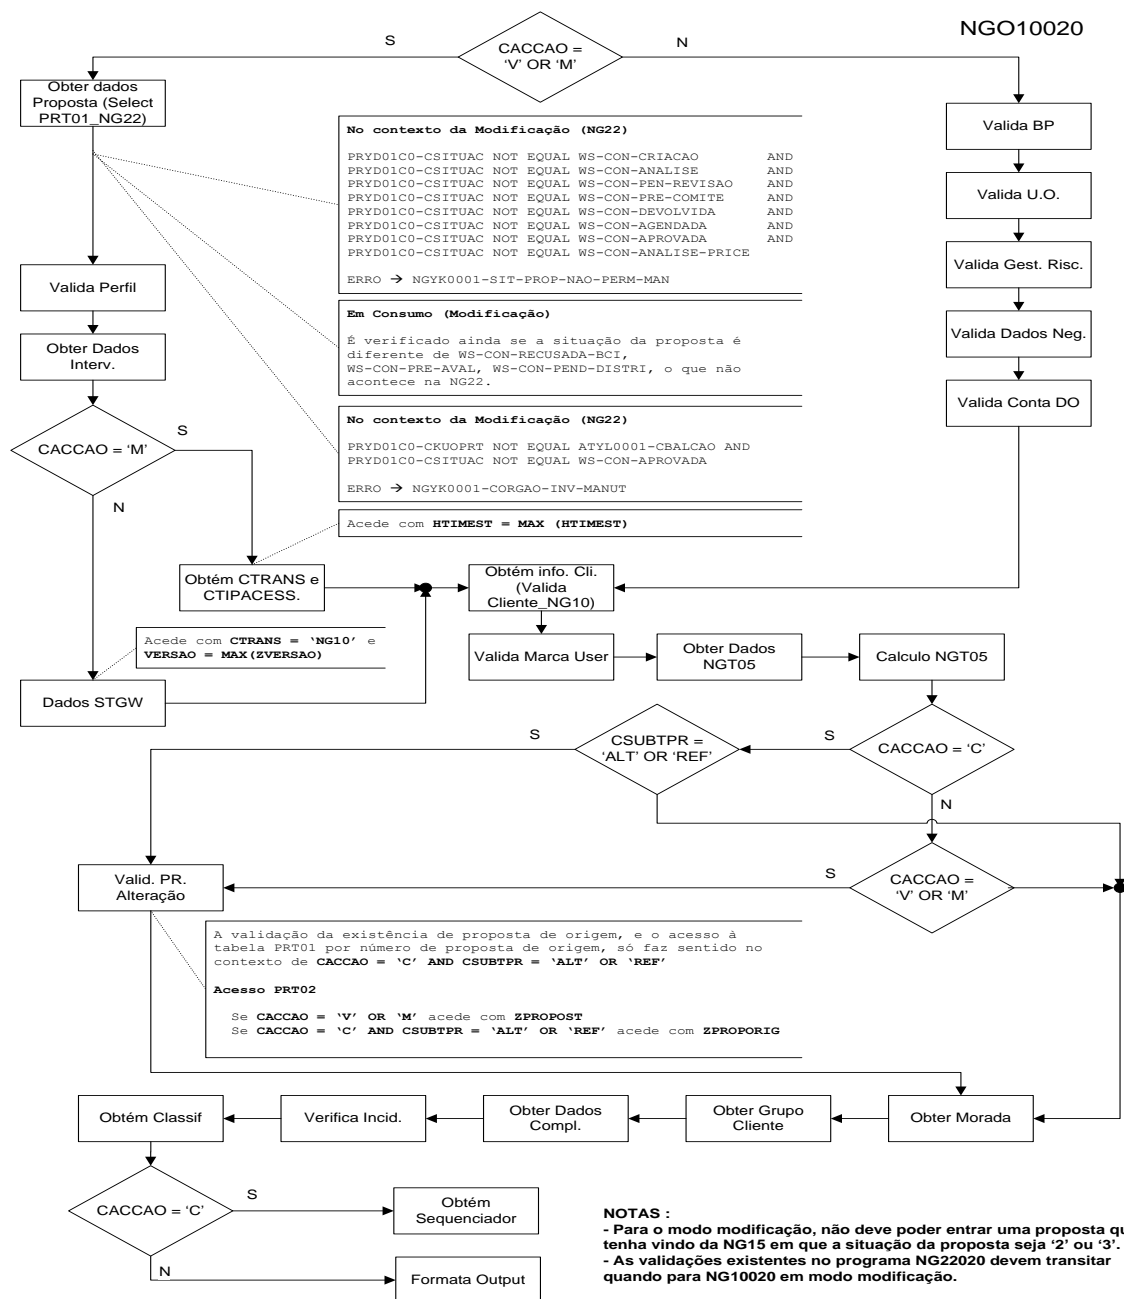 NGO10020
S
N
CACCAO =
'V' OR 'M'
Obter dados
Proposta (Select
PRT01_NG22)
No contexto da Modificação (NG22)
PRYD01C0-CSITUAC NOT EQUAL WS-CON-CRIACAO AND
PRYD01C0-CSITUAC NOT EQUAL WS-CON-ANALISE AND
PRYD01C0-CSITUAC NOT EQUAL WS-CON-PEN-REVISAO AND
PRYD01C0-CSITUAC NOT EQUAL WS-CON-PRE-COMITE AND
PRYD01C0-CSITUAC NOT EQUAL WS-CON-DEVOLVIDA AND
PRYD01C0-CSITUAC NOT EQUAL WS-CON-AGENDADA AND
PRYD01C0-CSITUAC NOT EQUAL WS-CON-APROVADA AND
PRYD01C0-CSITUAC NOT EQUAL WS-CON-ANALISE-PRICE
ERRO → NGYK0001-SIT-PROP-NAO-PERM-MAN
Valida BP
Valida U.O.
Valida Gest. Risc.
Valida Dados Neg.
Valida Conta DO
Valida Perfil
Em Consumo (Modificação)
É verificado ainda se a situação da proposta é
diferente de WS-CON-RECUSADA-BCI,
WS-CON-PRE-AVAL, WS-CON-PEND-DISTRI, o que não
acontece na NG22.
Obter Dados
Interv.
No contexto da Modificação (NG22)
PRYD01C0-CKUOPRT NOT EQUAL ATYL0001-CBALCAO AND
PRYD01C0-CSITUAC NOT EQUAL WS-CON-APROVADA
ERRO → NGYK0001-CORGAO-INV-MANUT
CACCAO = 'M'
S
N
Acede com HTIMEST = MAX (HTIMEST)
Obtém CTRANS e
CTIPACESS.
Obtém info. Cli.
(Valida
Cliente_NG10)
Acede com CTRANS = 'NG10' e
VERSAO = MAX(ZVERSAO)
Valida Marca User
Obter Dados
NGT05
Calculo NGT05
Dados STGW
S
CSUBTPR =
'ALT' OR 'REF'
S
CACCAO = 'C'
N
Valid. PR.
Alteração
S
CACCAO =
'V' OR 'M'
N
A validação da existência de proposta de origem, e o acesso à
tabela PRT01 por número de proposta de origem, só faz sentido no
contexto de CACCAO = 'C' AND CSUBTPR = 'ALT' OR 'REF'
Acesso PRT02
Se CACCAO = 'V' OR 'M' acede com ZPROPOST
Se CACCAO = 'C' AND CSUBTPR = 'ALT' OR 'REF' acede com ZPROPORIG
Obtém Classif
Verifica Incid.
Obter Dados
Compl.
Obter Grupo
Cliente
Obter Morada
CACCAO = 'C'
S
Obtém
Sequenciador
N
Formata Output
NOTAS :
- Para o modo modificação, não deve poder entrar uma proposta qu
tenha vindo da NG15 em que a situação da proposta seja '2' ou '3'.
- As validações existentes no programa NG22020 devem transitar
quando para NG10020 em modo modificação.